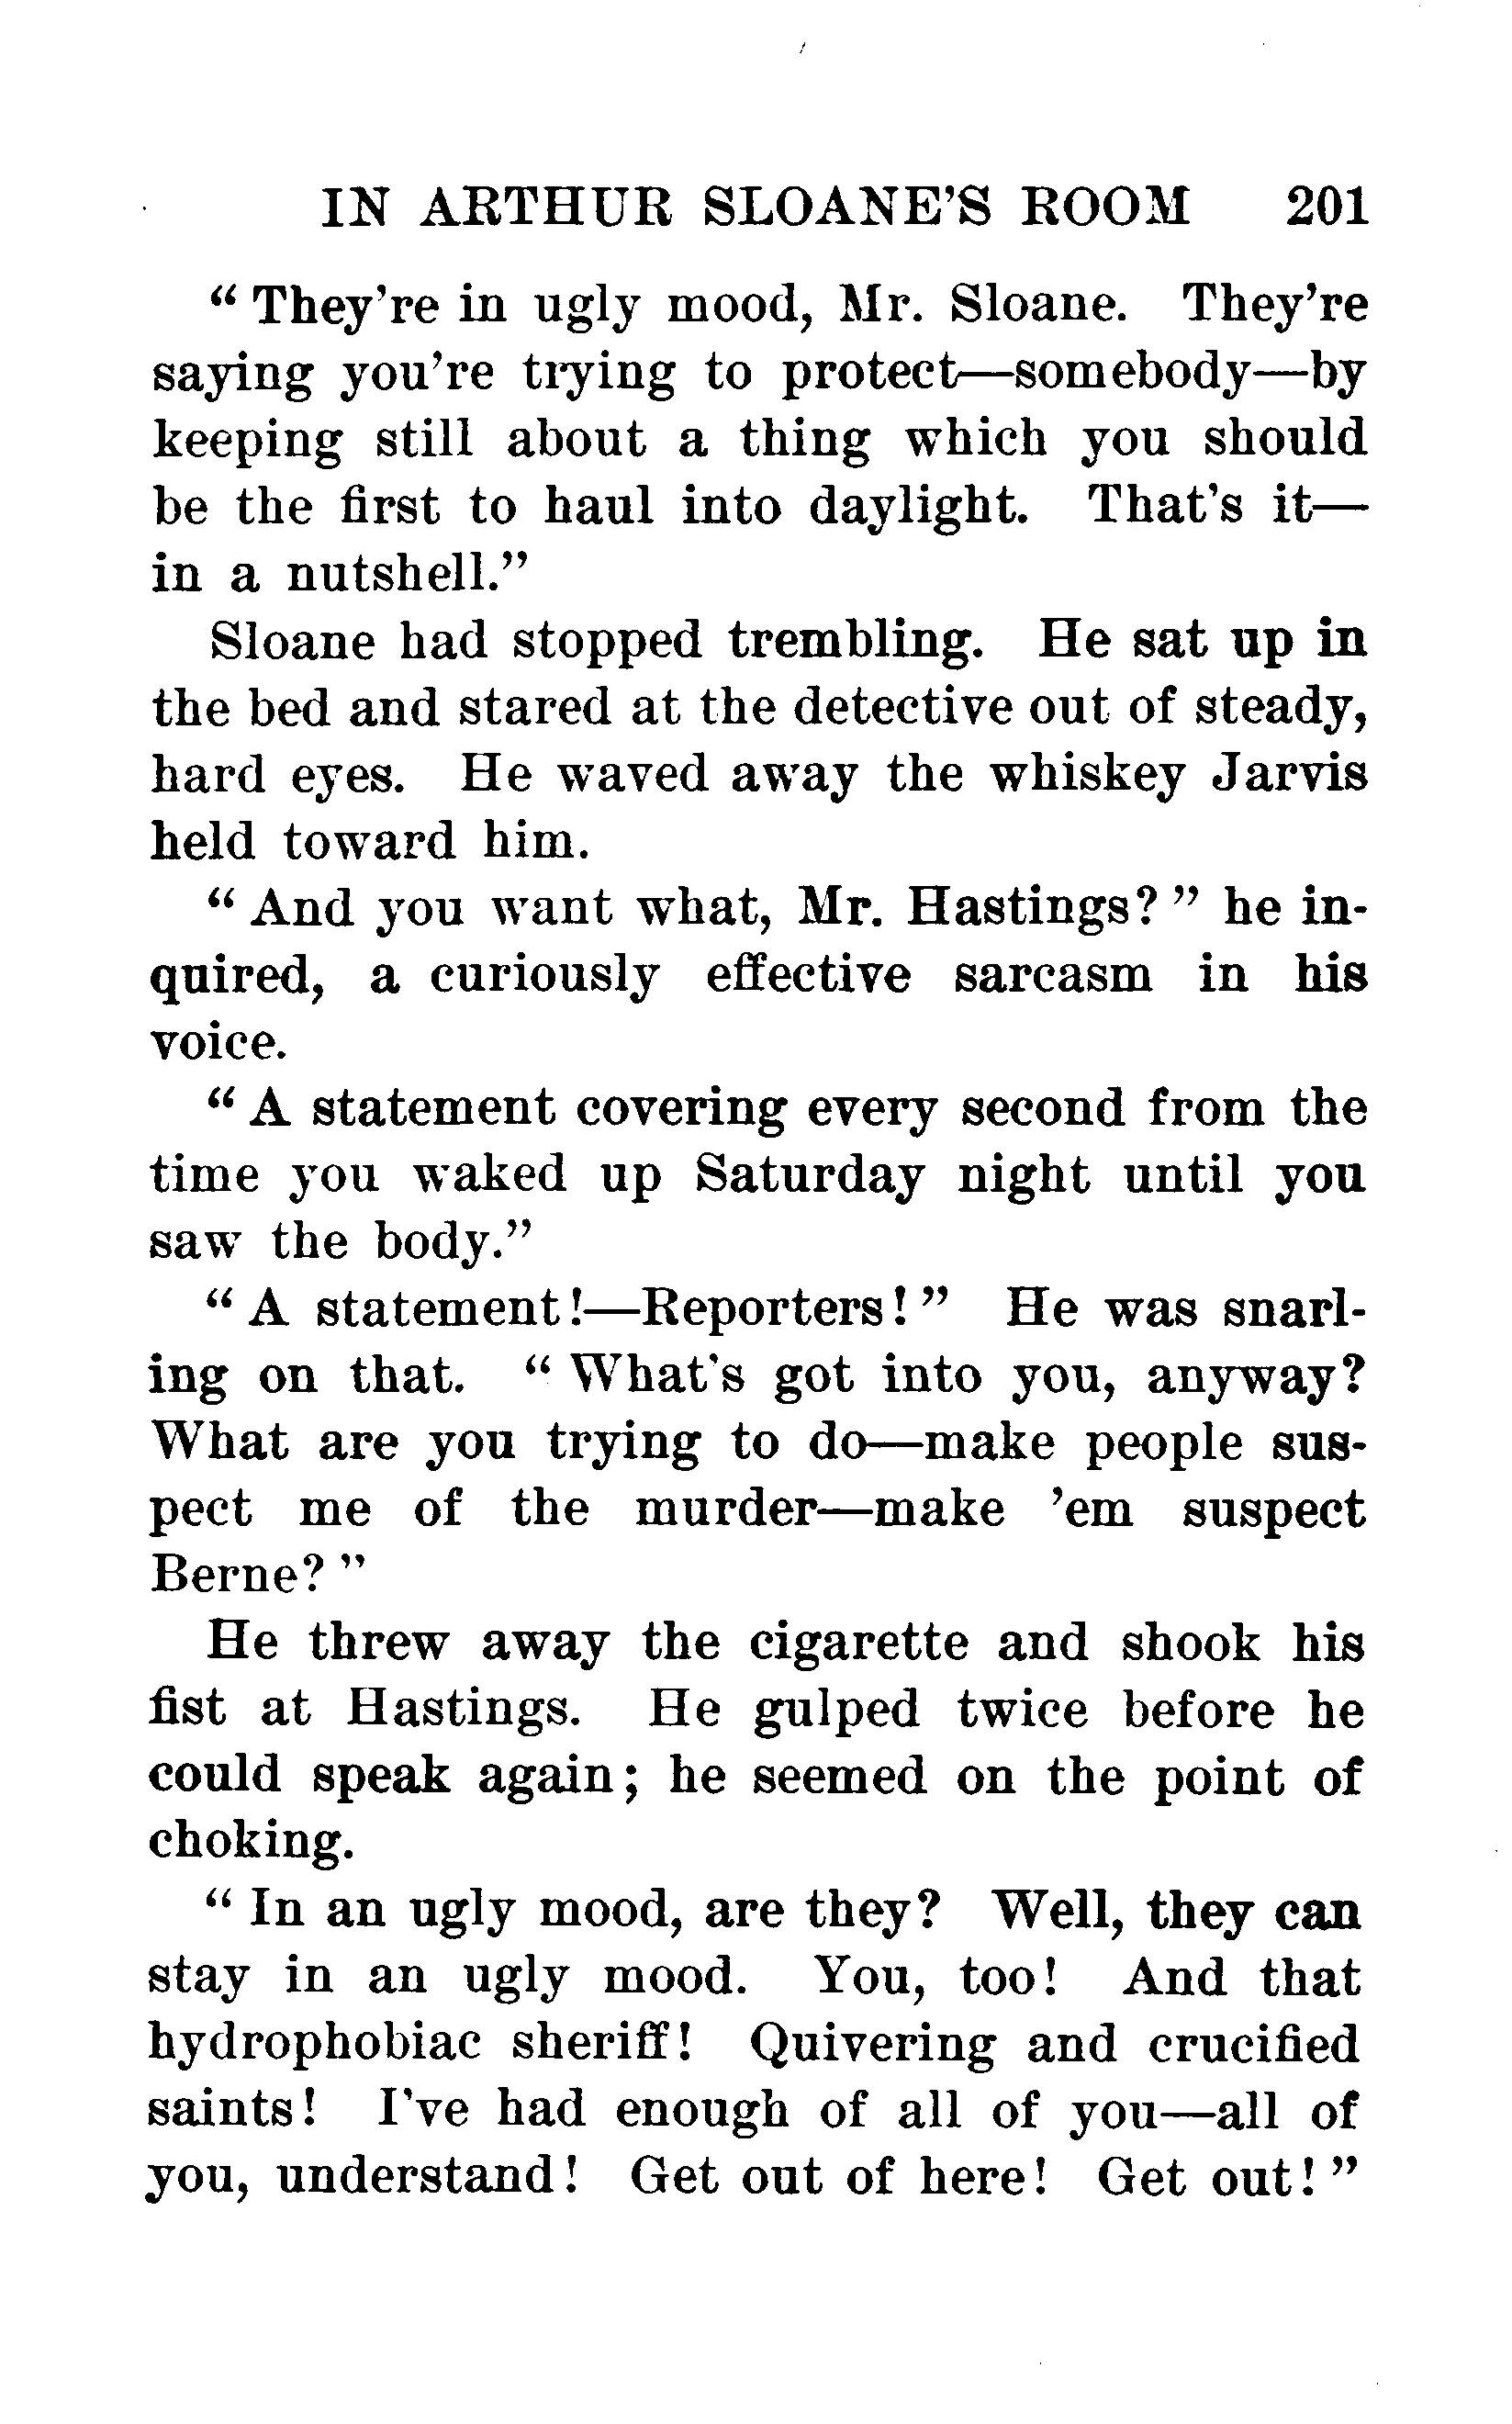 IN ARTHUR SLOANE'S ROOM 201
" They're in ugly mood, Mr. Sloane. They're
saying you're trying to protect—somebody—by
keeping still about a thing which you should
be the first to haul into daylight. That's it—
in a nutshell."
Sloane had stopped trembling. He sat up in
the bed and stared at the detective out of steady,
hard eyes. He waved away the whiskey Jarvis
held toward him.
" And you want what, Mr. Hastings? " he in-
quired, a curiously effective sarcasm in his
voice.
" A statement covering every second from the
time you waked up Saturday night until you
saw the body."
" A statement!—Reporters! " He was snarl-
ing on that. " What's got into you, anyway?
What are you trying to do—make people sus-
pect me of the murder—make 'em suspect
Berne? "
He threw away the cigarette and shook his
fist at Hastings. He gulped twice before he
could speak again; he seemed on the point of
choking.
" In an ugly mood, are they? Well, they can
stay in an ugly mood. You, too! And that
hydrophobiac sheriff! Quivering and crucified
saints! I've had enough of all of you—all of
you, understand! Get out of here! Get out! "